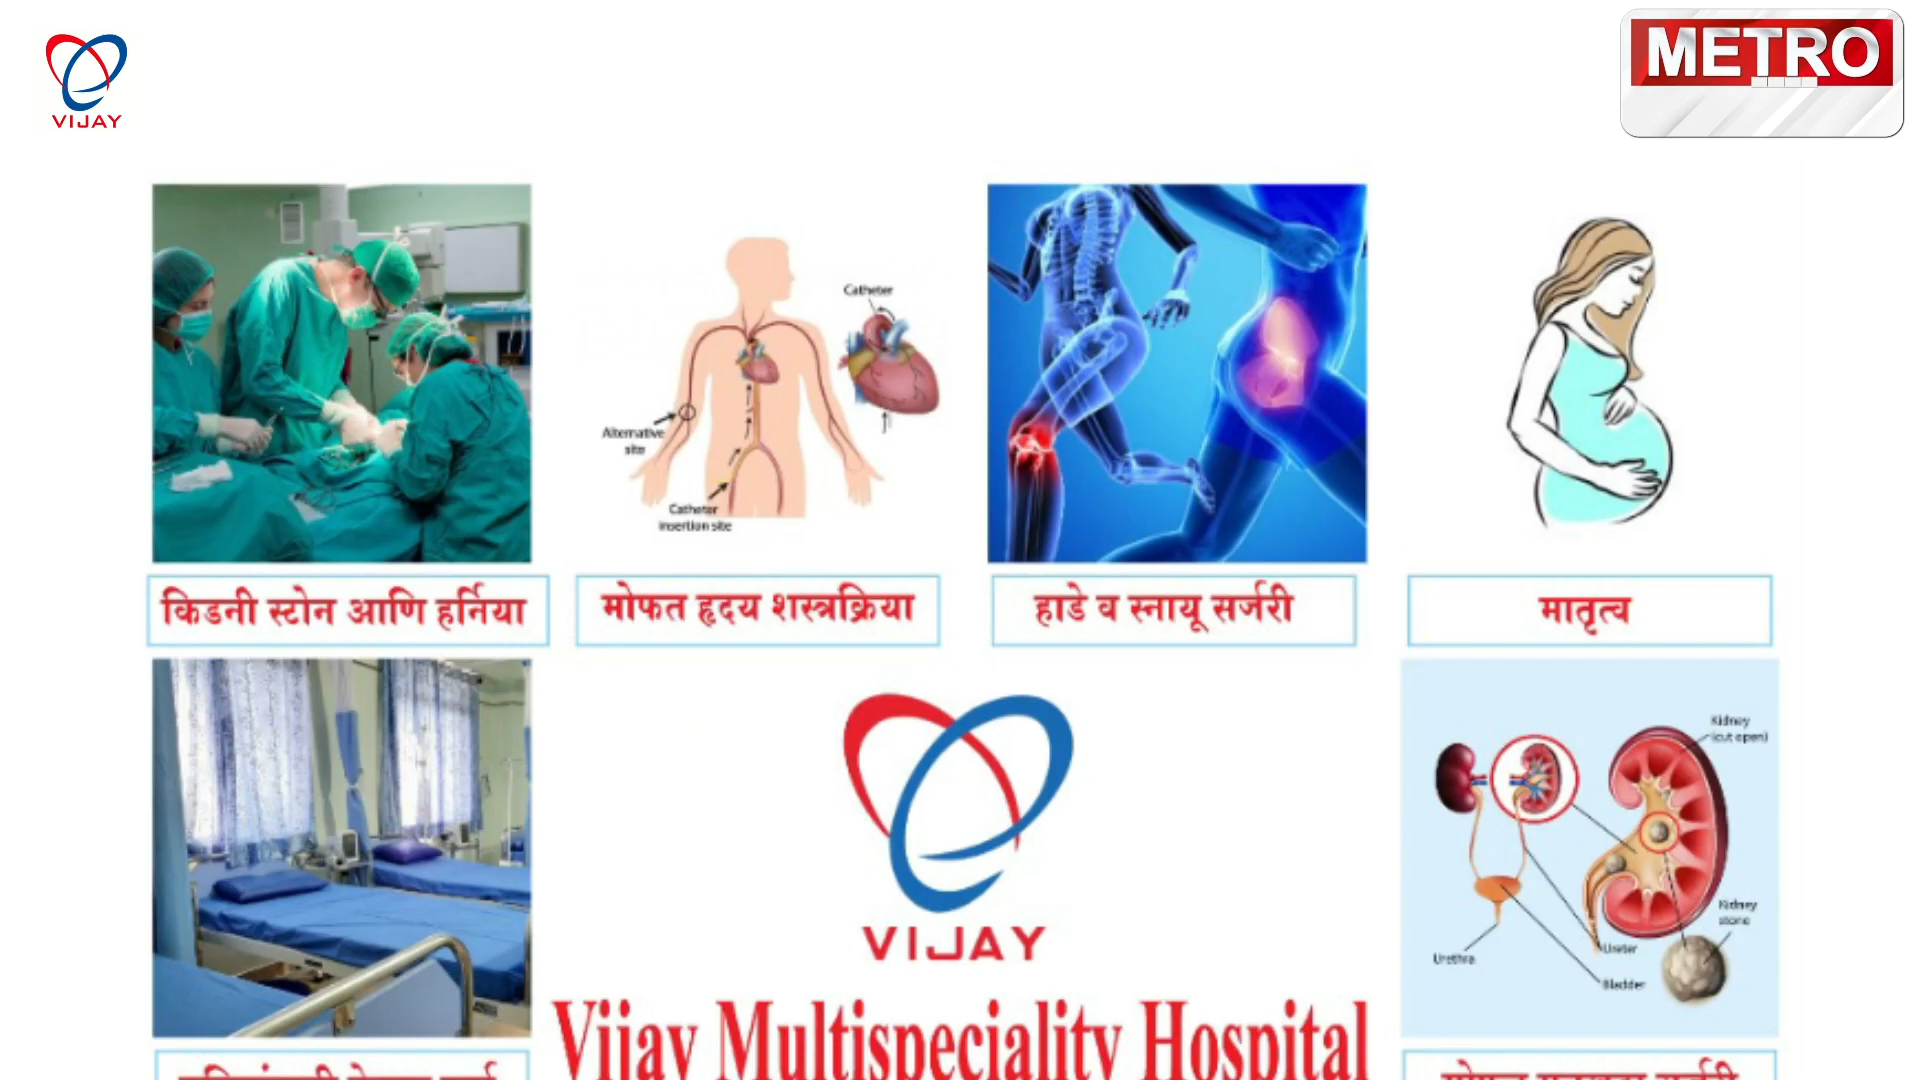 VIJAY
METRO
Catheter
Alternative
site
Catheter
insertion site
किडनी स्टोन आणि हर्निया
मोफत हृदय शस्त्रक्रिया
हाडे व स्नायू सर्जरी
मातृत्व
Kidney
(cut open)
Kidney
stone
Ureter
Urethra
Bladder
VIJAY
Vijay Multispeciality Hospital